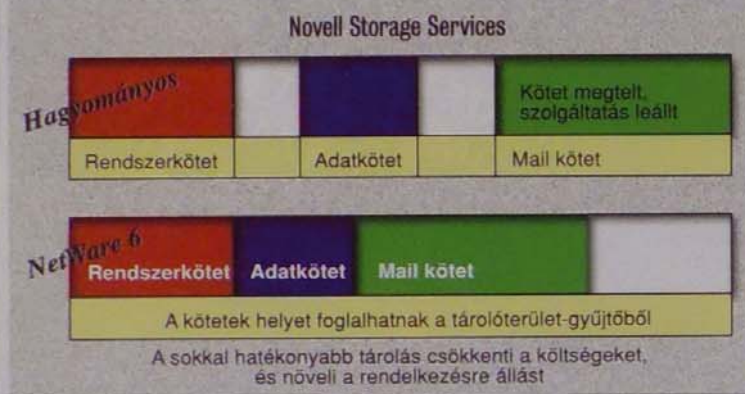 Novell Storage Services
Hagyományos
Kötet megtelt,
szolgáltatás leállt
Rendszerkötet
Adatkötet
Mail kötet
NetWare 6
Rendszerkötet
Adatkötet
Mail kötet
A kötetek helyet foglalhatnak a tárolóterület-gyűjtőből
A sokkal hatékonyabb tárolás csökkenti a költségeket,
és növeli a rendelkezésre állást